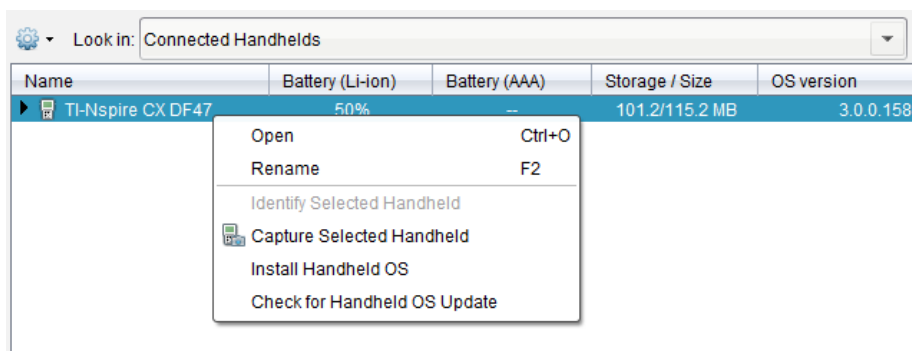 Look in: Connected Handhelds
Name Battery (Li-ion) Battery (AAA) Storage / Size OS version
TI-Nspire CX DF47 50% -- 101.2/115.2 MB 3.0.0.158
Open Ctrl+O
Rename F2
Identify Selected Handheld
Capture Selected Handheld
Install Handheld OS
Check for Handheld OS Update